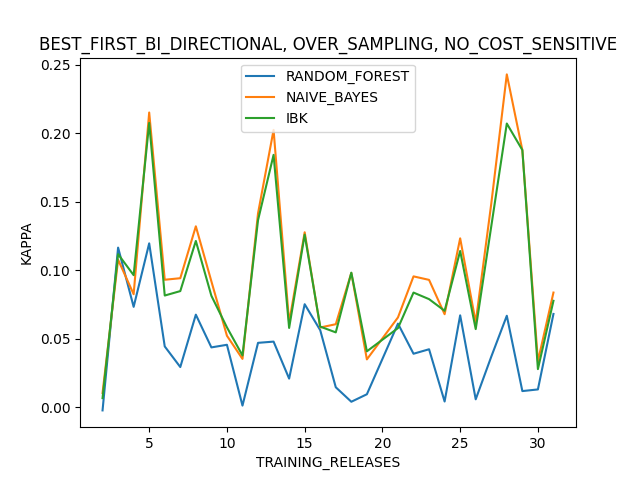 BEST_FIRST_BI_DIRECTIONAL, OVER_SAMPLING, NO_COST_SENSITIVE
RANDOM_FOREST
NAIVE_BAYES
IBK
KAPPA
0.25
0.20
0.15
0.10
0.05
0.00
5 10 15 20 25 30
TRAINING_RELEASES